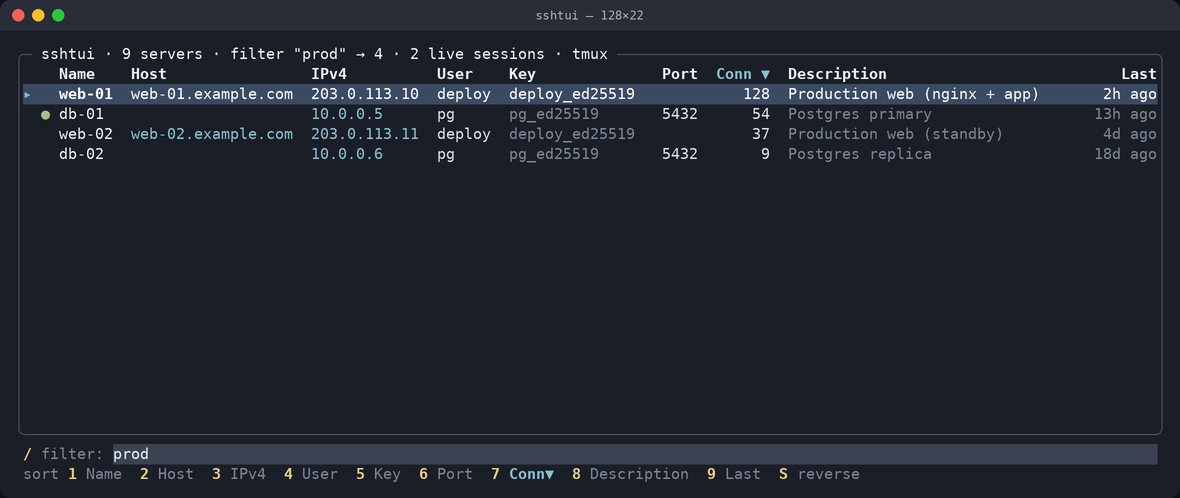 sshtui — 128×22
sshtui · 9 servers · filter "prod" → 4 · 2 live sessions · tmux
Name Host IPv4 User Key Port Conn ▼ Description Last
▸ web-01 web-01.example.com 203.0.113.10 deploy deploy_ed25519 128 Production web (nginx + app) 2h ago
● db-01 10.0.0.5 pg pg_ed25519 5432 54 Postgres primary 13h ago
web-02 web-02.example.com 203.0.113.11 deploy deploy_ed25519 37 Production web (standby) 4d ago
db-02 10.0.0.6 pg pg_ed25519 5432 9 Postgres replica 18d ago
/ filter: prod
sort 1 Name 2 Host 3 IPv4 4 User 5 Key 6 Port 7 Conn▼ 8 Description 9 Last S reverse